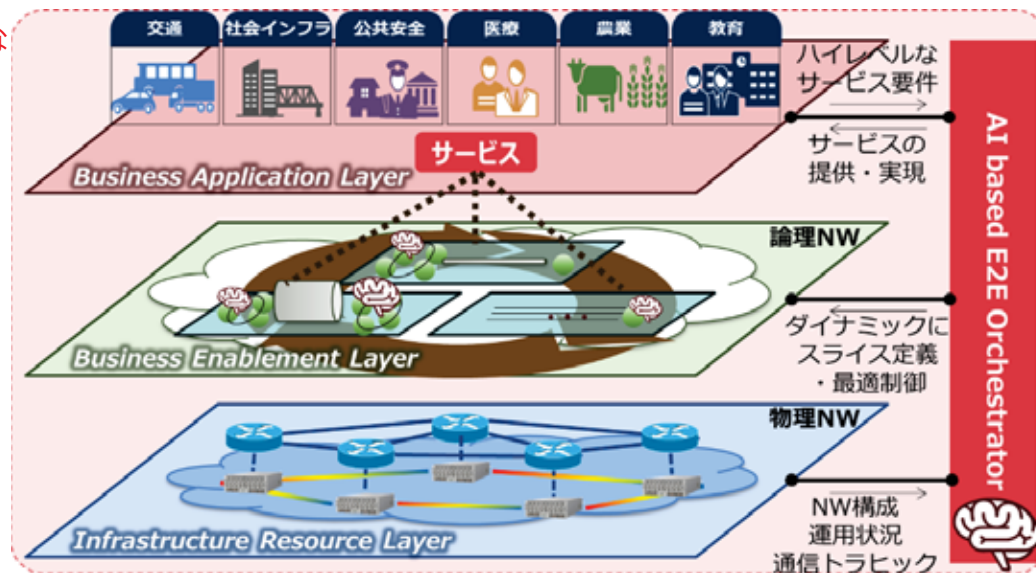 交通
社会インフラ
公共安全
医療
農業
教育
ハイレベルな
サービス要件
サービスの
提供・実現
サービス
Business Application Layer
論理NW
ダイナミックに
スライス定義
・最適制御
Business Enablement Layer
物理NW
NW構成
運用状況
通信トラヒック
Infrastructure Resource Layer
AI based E2E Orchestrator